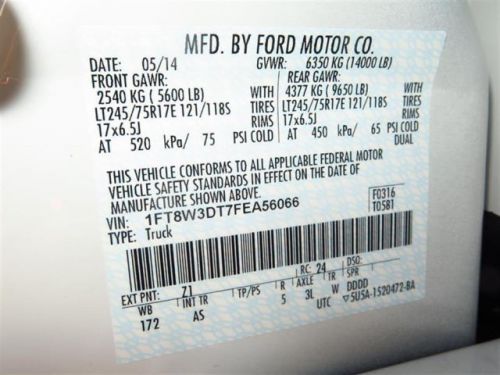 MFD. BY FORD MOTOR CO.
DATE: 05/14 GVWR: 6350 KG (14000 LB)
FRONT GAWR: REAR GAWR:
2540 KG ( 5600 LB) 4377 KG ( 9650 LB) WITH
LT245/75R17E 121/118S TIRES LT245/75R17E 121/118S TIRES
17x6.5J RIMS 17x6.5J RIMS
AT 520 kPa/ 75 PSI COLD AT 450 kPa/ 65 PSI COLD
DUAL
THIS VEHICLE CONFORMS TO ALL APPLICABLE FEDERAL MOTOR
VEHICLE SAFETY STANDARDS IN EFFECT ON THE DATE OF
MANUFACTURE SHOWN ABOVE.
VIN: 1FT8W3DT7FEA56066 F0316
TYPE: Truck T0581
EXT PNT: Z1 RC: 24 DSO:
WB INT TR TP/PS R AXLE TR SPR
172 AS 5 3L W DDDD
UTC 5U5A-1520472-BA